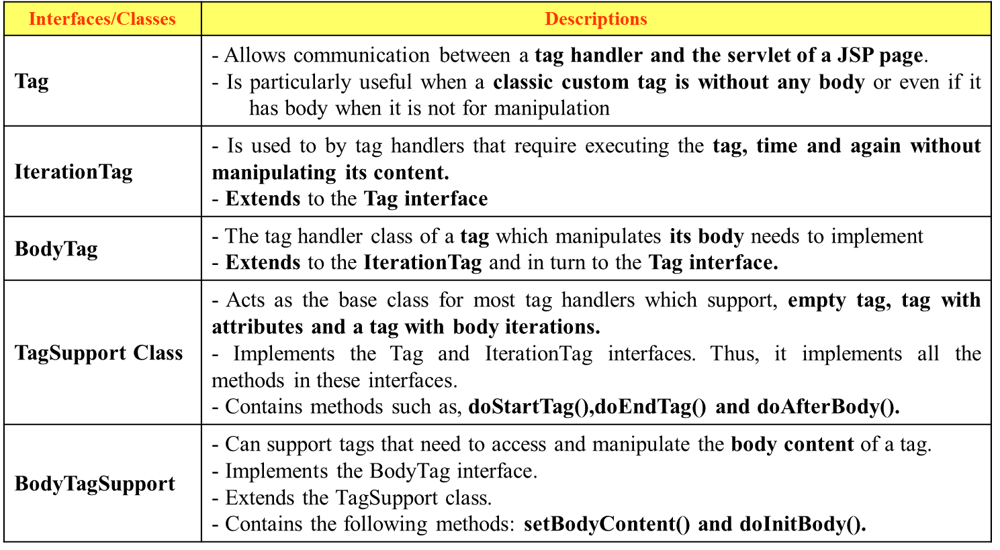 Interfaces/Classes
Descriptions
Tag
- Allows communication between a tag handler and the servlet of a JSP page.
- Is particularly useful when a classic custom tag is without any body or even if it
has body when it is not for manipulation
IterationTag
- Is used to by tag handlers that require executing the tag, time and again without
manipulating its content.
- Extends to the Tag interface
BodyTag
- The tag handler class of a tag which manipulates its body needs to implement
- Extends to the IterationTag and in turn to the Tag interface.
TagSupport Class
- Acts as the base class for most tag handlers which support, empty tag, tag with
attributes and a tag with body iterations.
- Implements the Tag and IterationTag interfaces. Thus, it implements all the
methods in these interfaces.
- Contains methods such as, doStartTag(),doEndTag() and doAfterBody().
BodyTagSupport
- Can support tags that need to access and manipulate the body content of a tag.
- Implements the BodyTag interface.
- Extends the TagSupport class.
- Contains the following methods: setBodyContent() and doInitBody().